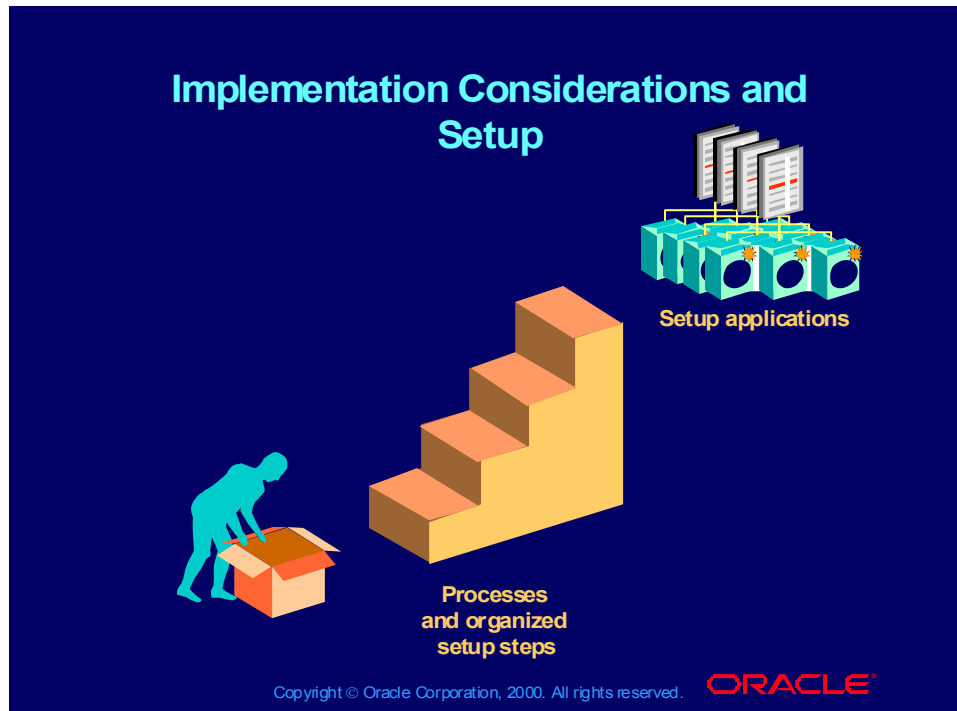 Implementation Considerations and
Setup
Setup applications
Processes
and organized
setup steps
Copyright © Oracle Corporation, 2000. All rights reserved.
ORACLE®